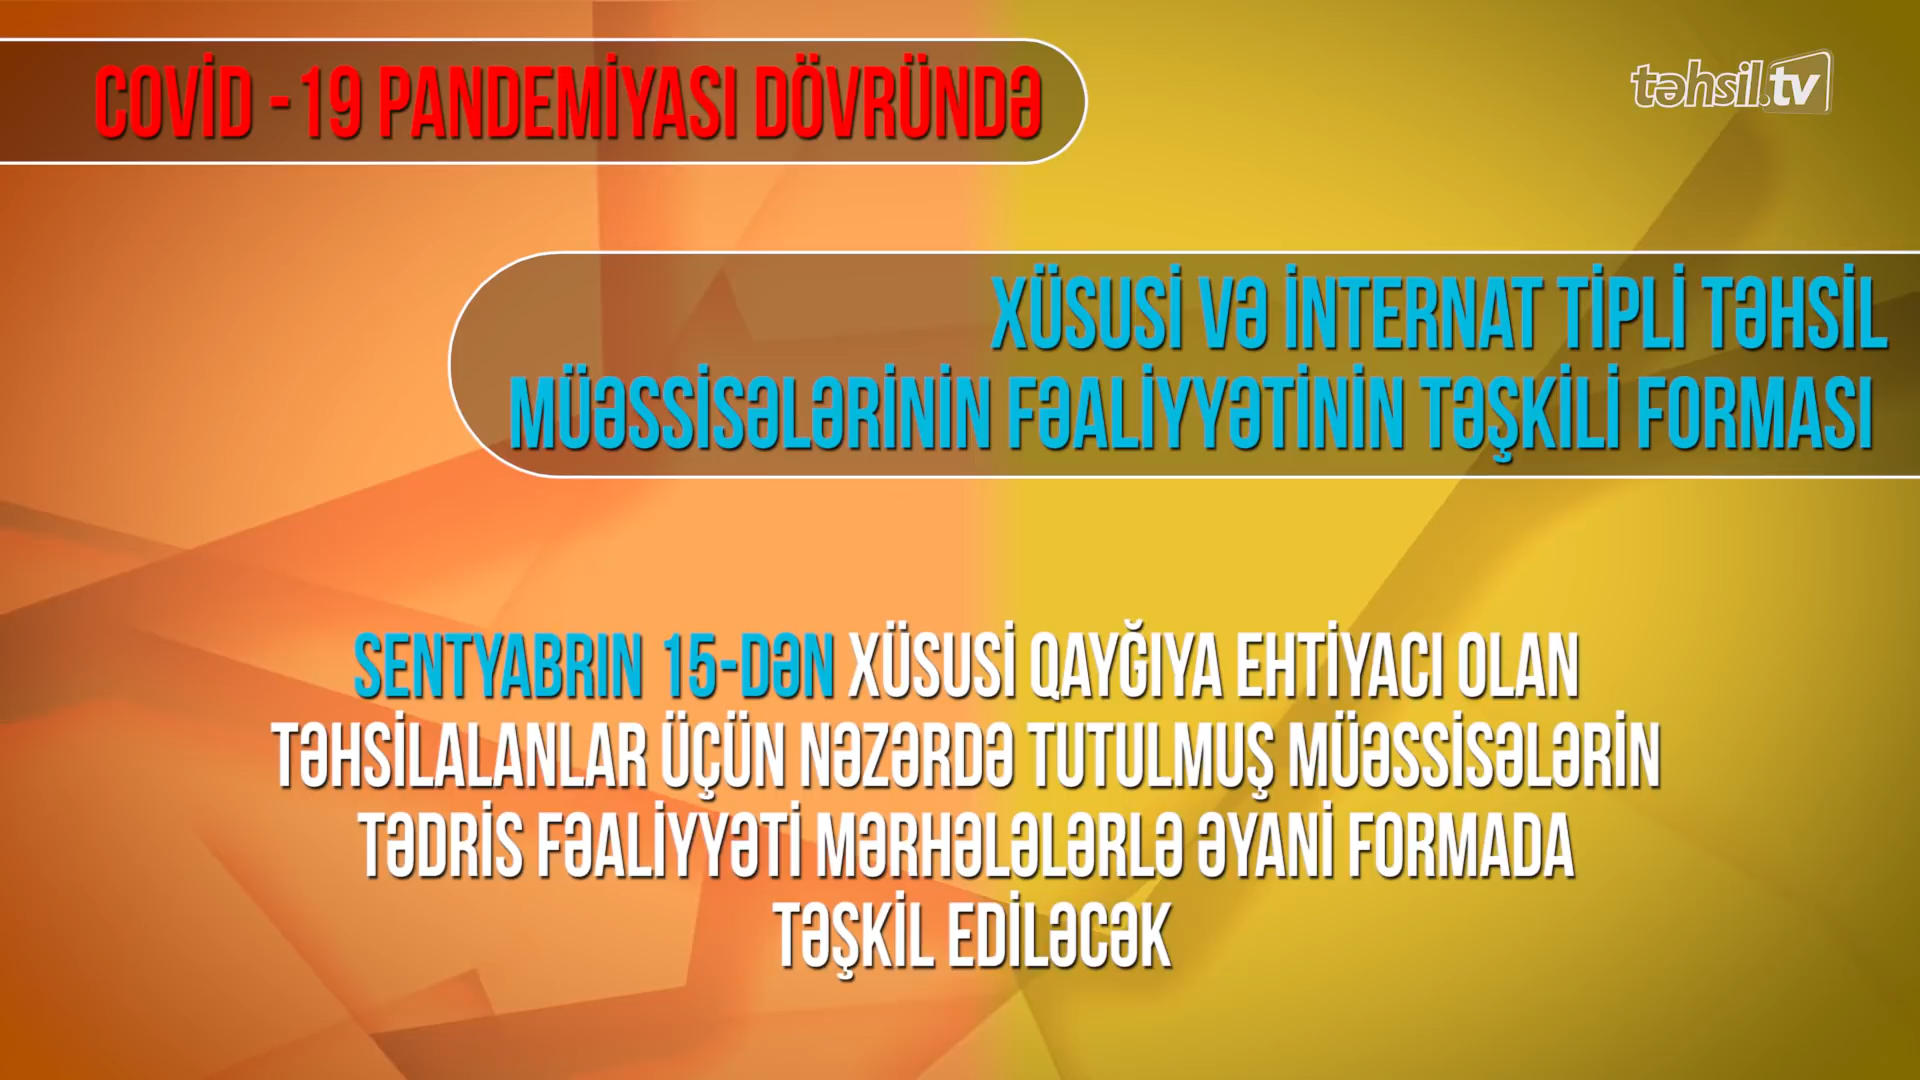 COVİD -19 PANDEMİYASI DÖVRÜNDƏ
təhsil.tv
XÜSUSİ VƏ İNTERNAT TİPLİ TƏHSİL
MÜƏSSİSƏLƏRİNİN FƏALİYYƏTİNİN TƏŞKİLİ FORMASI
SENTYABRIN 15-DƏN XÜSUSİ QAYĞIYA EHTİYACI OLAN
TƏHSİLALANLAR ÜÇÜN NƏZƏRDƏ TUTULMUŞ MÜƏSSİSƏLƏRİN
TƏDRİS FƏALİYYƏTİ MƏRHƏLƏLƏRLƏ ƏYANİ FORMADA
TƏŞKİL EDİLƏCƏK